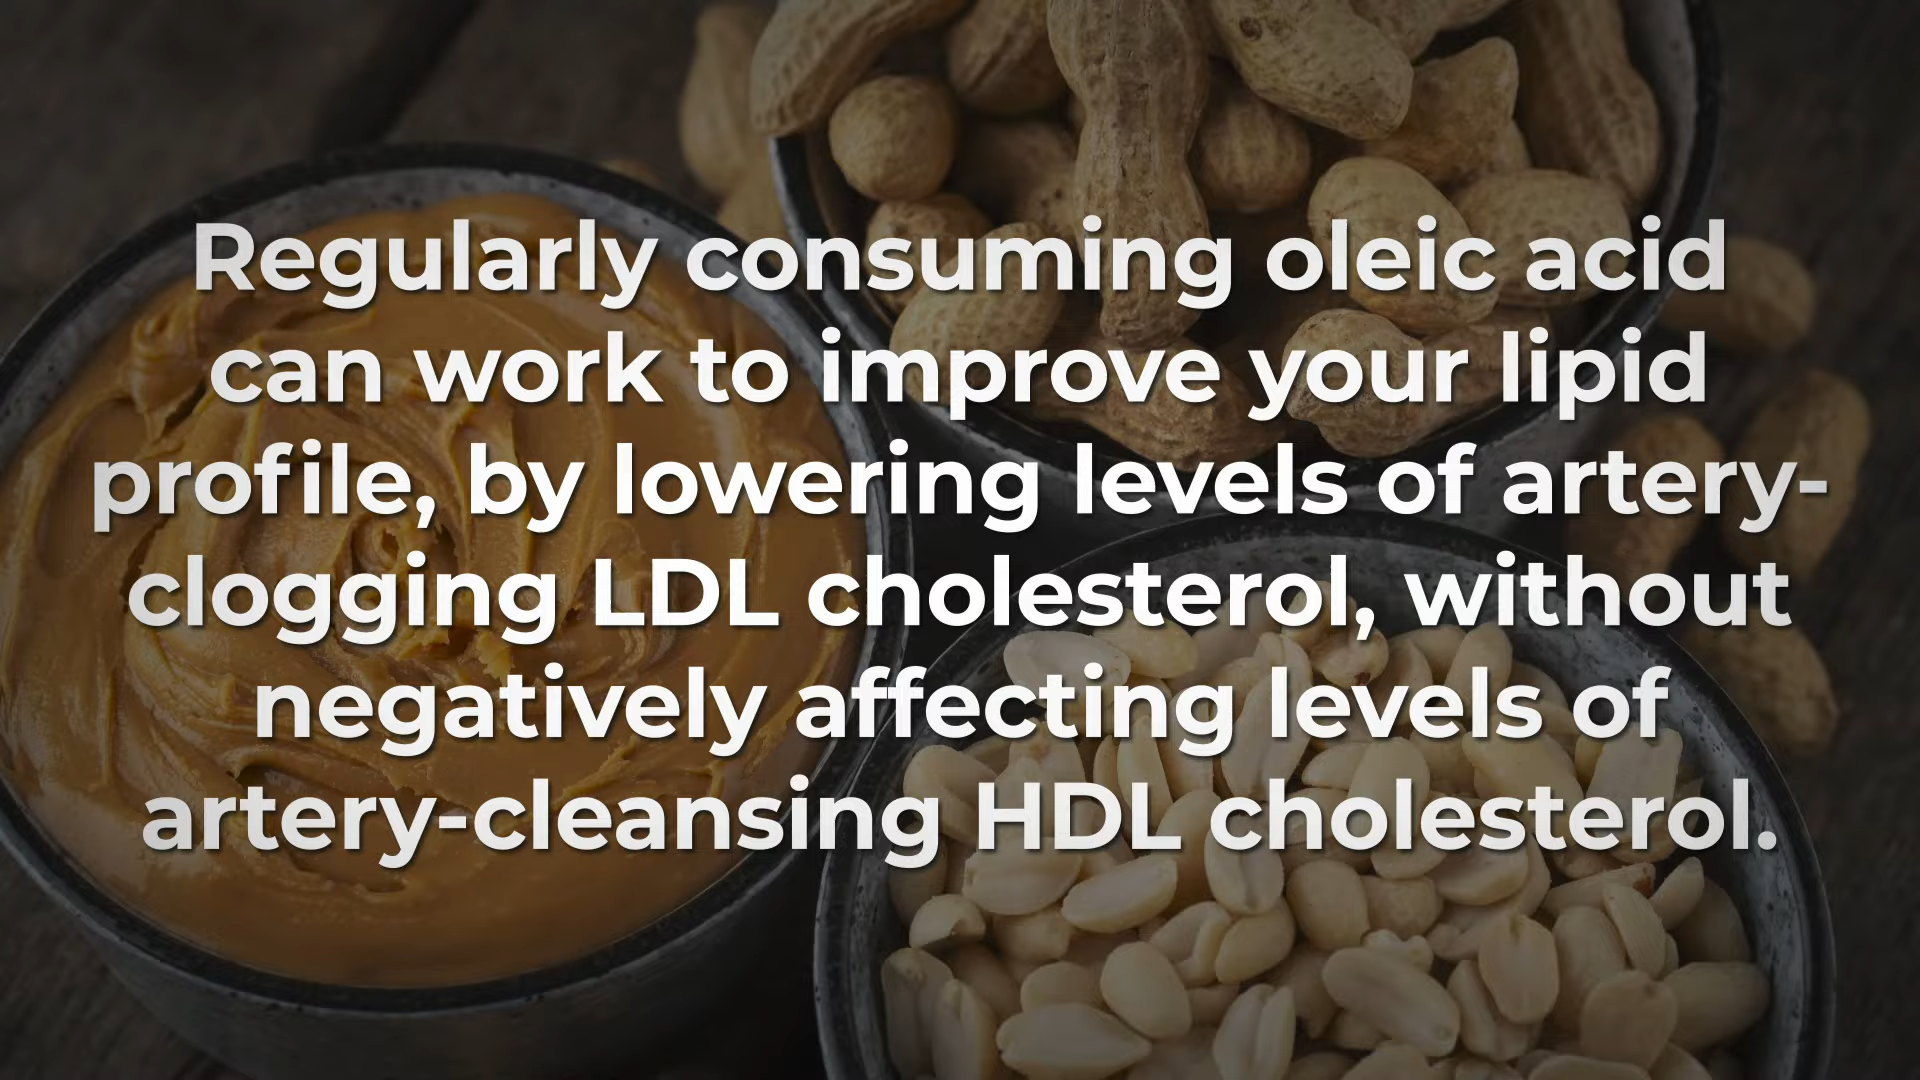 Regularly consuming oleic acid
can work to improve your lipid
profile, by lowering levels of artery-
clogging LDL cholesterol, without
negatively affecting levels of
artery-cleansing HDL cholesterol.